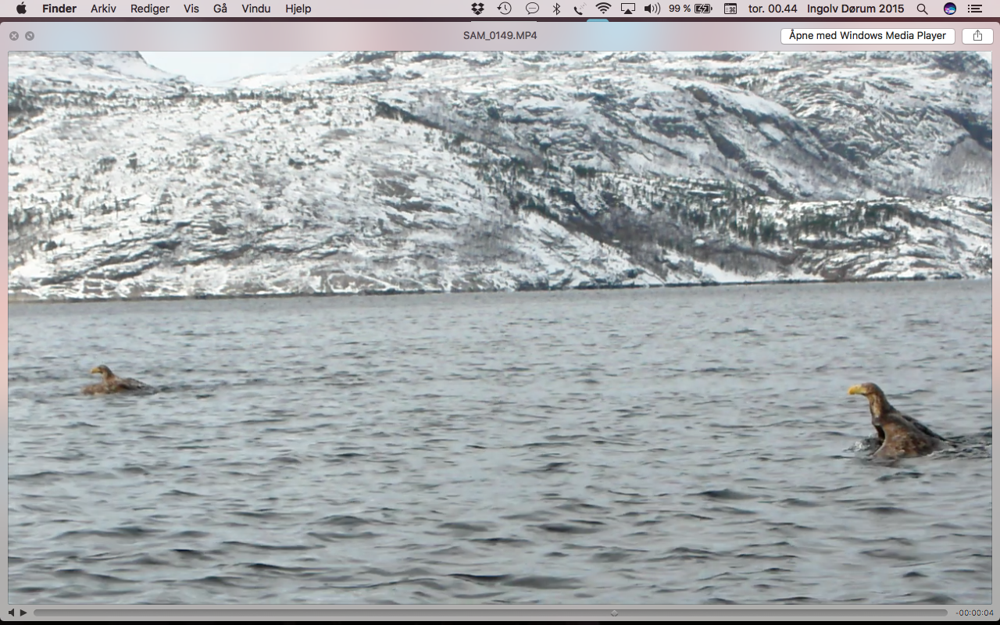 Finder Arkiv Rediger Vis Gå Vindu Hjelp 99 % tor. 00.44 Ingolv Dørum 2015
SAM_0149.MP4 Åpne med Windows Media Player
-00:00:04